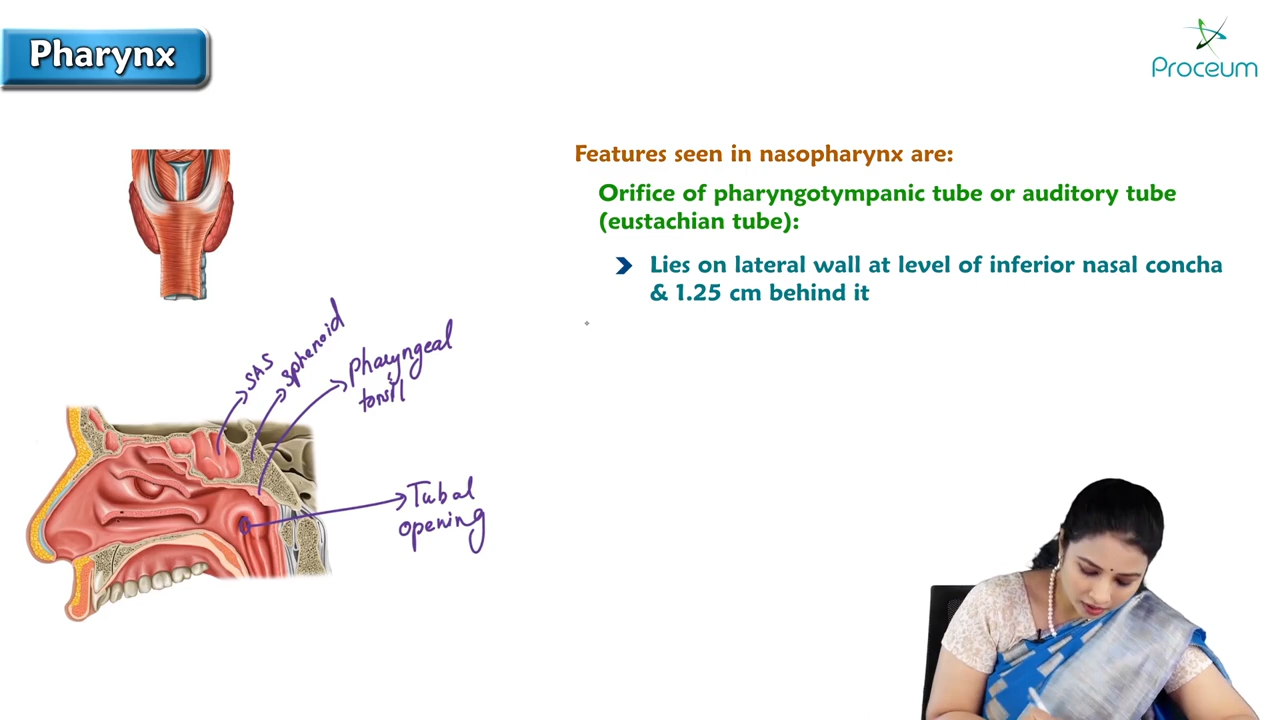 Pharynx
Proceum
Features seen in nasopharynx are:
Orifice of pharyngotympanic tube or auditory tube
(eustachian tube):
Lies on lateral wall at level of inferior nasal concha
& 1.25 cm behind it
SAS
Sphenoid
Pharyngeal
tonsil
Tubal
opening